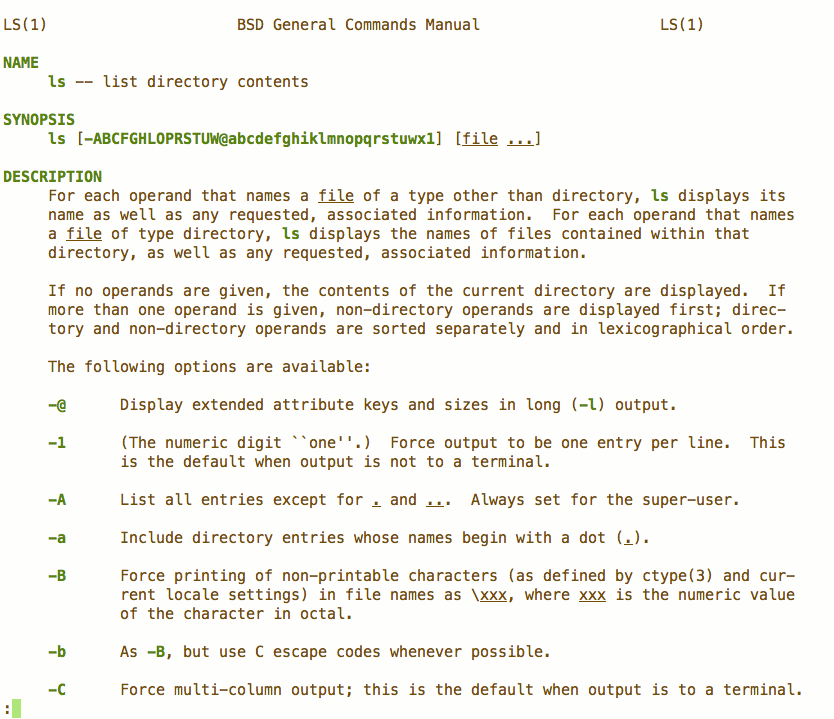 LS(1)                     BSD General Commands Manual                    LS(1)
NAME
     ls -- list directory contents
SYNOPSIS
     ls [-ABCFGHLOPRSTUW@abcdefghiklmnopqrstuwx1] [file ...]
DESCRIPTION
     For each operand that names a file of a type other than directory, ls displays its
     name as well as any requested, associated information.  For each operand that names
     a file of type directory, ls displays the names of files contained within that
     directory, as well as any requested, associated information.
     If no operands are given, the contents of the current directory are displayed.  If
     more than one operand is given, non-directory operands are displayed first; direc-
     tory and non-directory operands are sorted separately and in lexicographical order.
     The following options are available:
     -@      Display extended attribute keys and sizes in long (-l) output.
     -1      (The numeric digit ``one''.)  Force output to be one entry per line.  This
             is the default when output is not to a terminal.
     -A      List all entries except for . and ...  Always set for the super-user.
     -a      Include directory entries whose names begin with a dot (.).
     -B      Force printing of non-printable characters (as defined by ctype(3) and cur-
             rent locale settings) in file names as \xxx, where xxx is the numeric value
             of the character in octal.
     -b      As -B, but use C escape codes whenever possible.
     -C      Force multi-column output; this is the default when output is to a terminal.
: